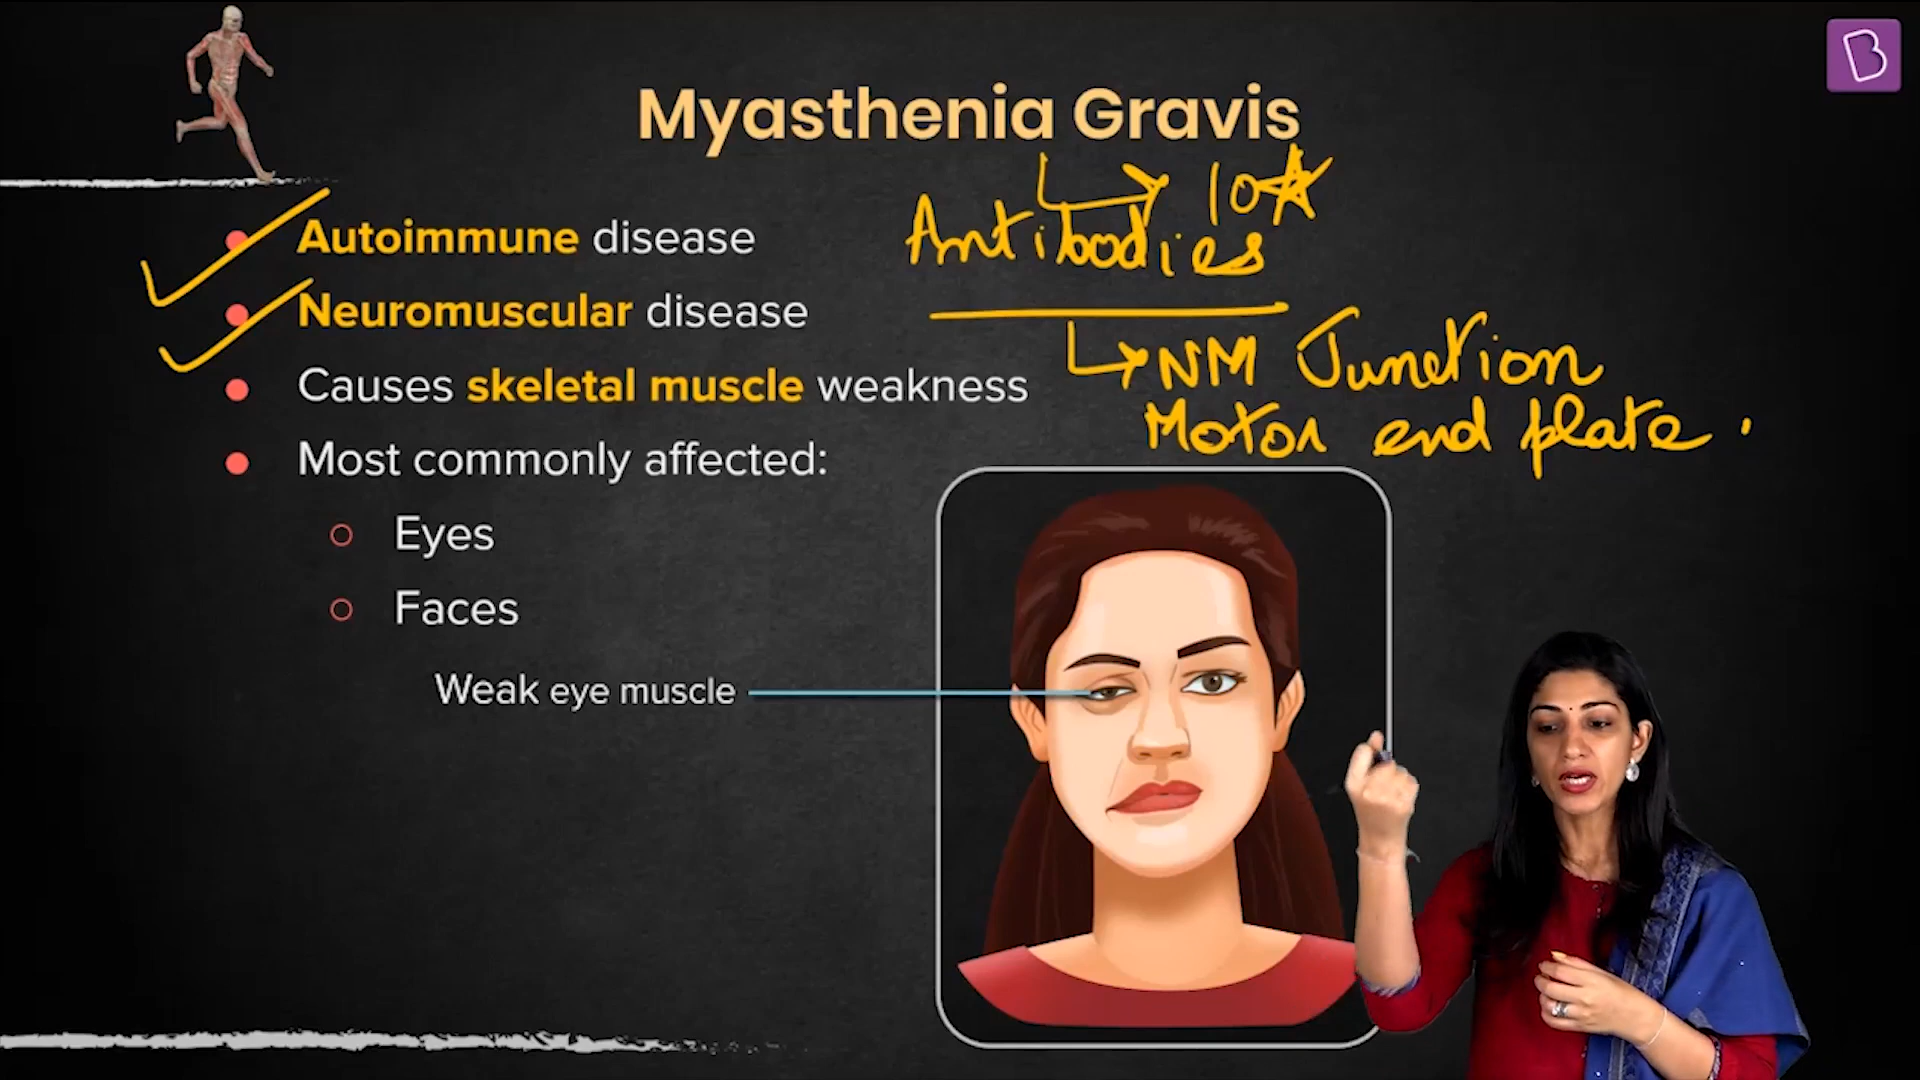 Myasthenia Gravis
10
Autoimmune disease
Antibodies
Neuromuscular disease
NM Junction
Causes skeletal muscle weakness
Motor end plate .
Most commonly affected:
Eyes
Faces
Weak eye muscle
B